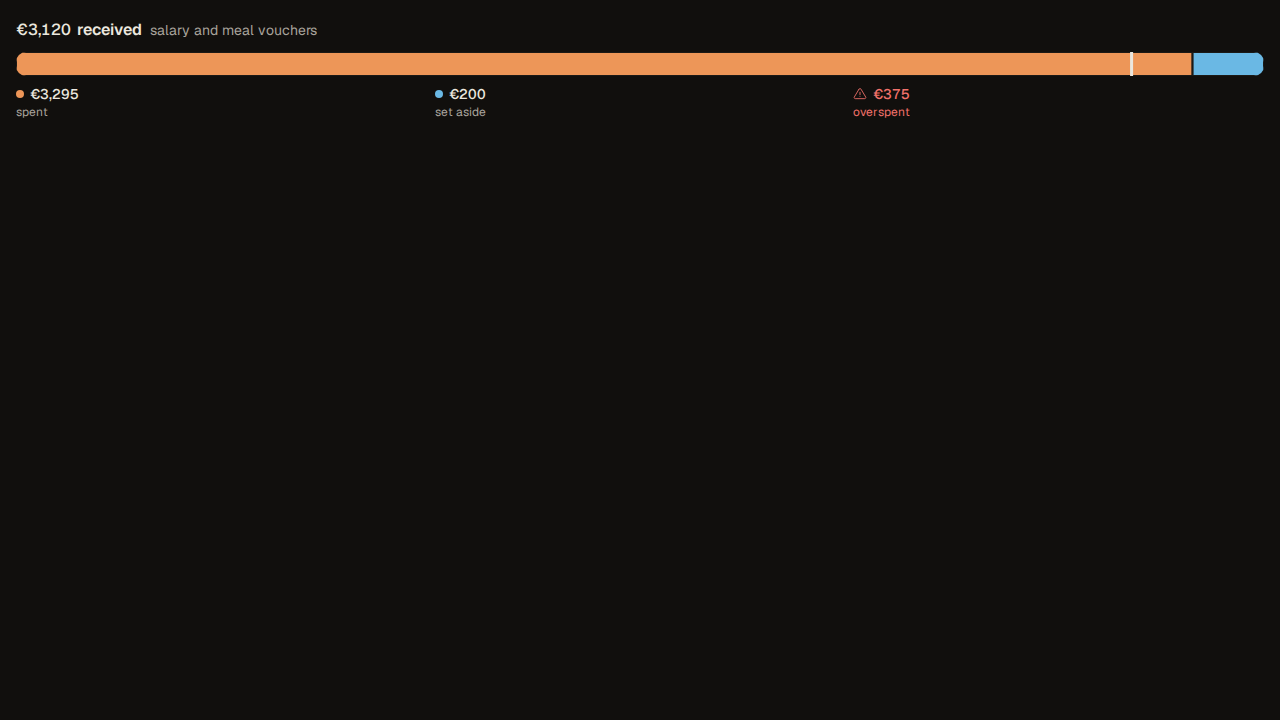 €3,120 received salary and meal vouchers
€3,295 €200 €375
spent set aside overspent